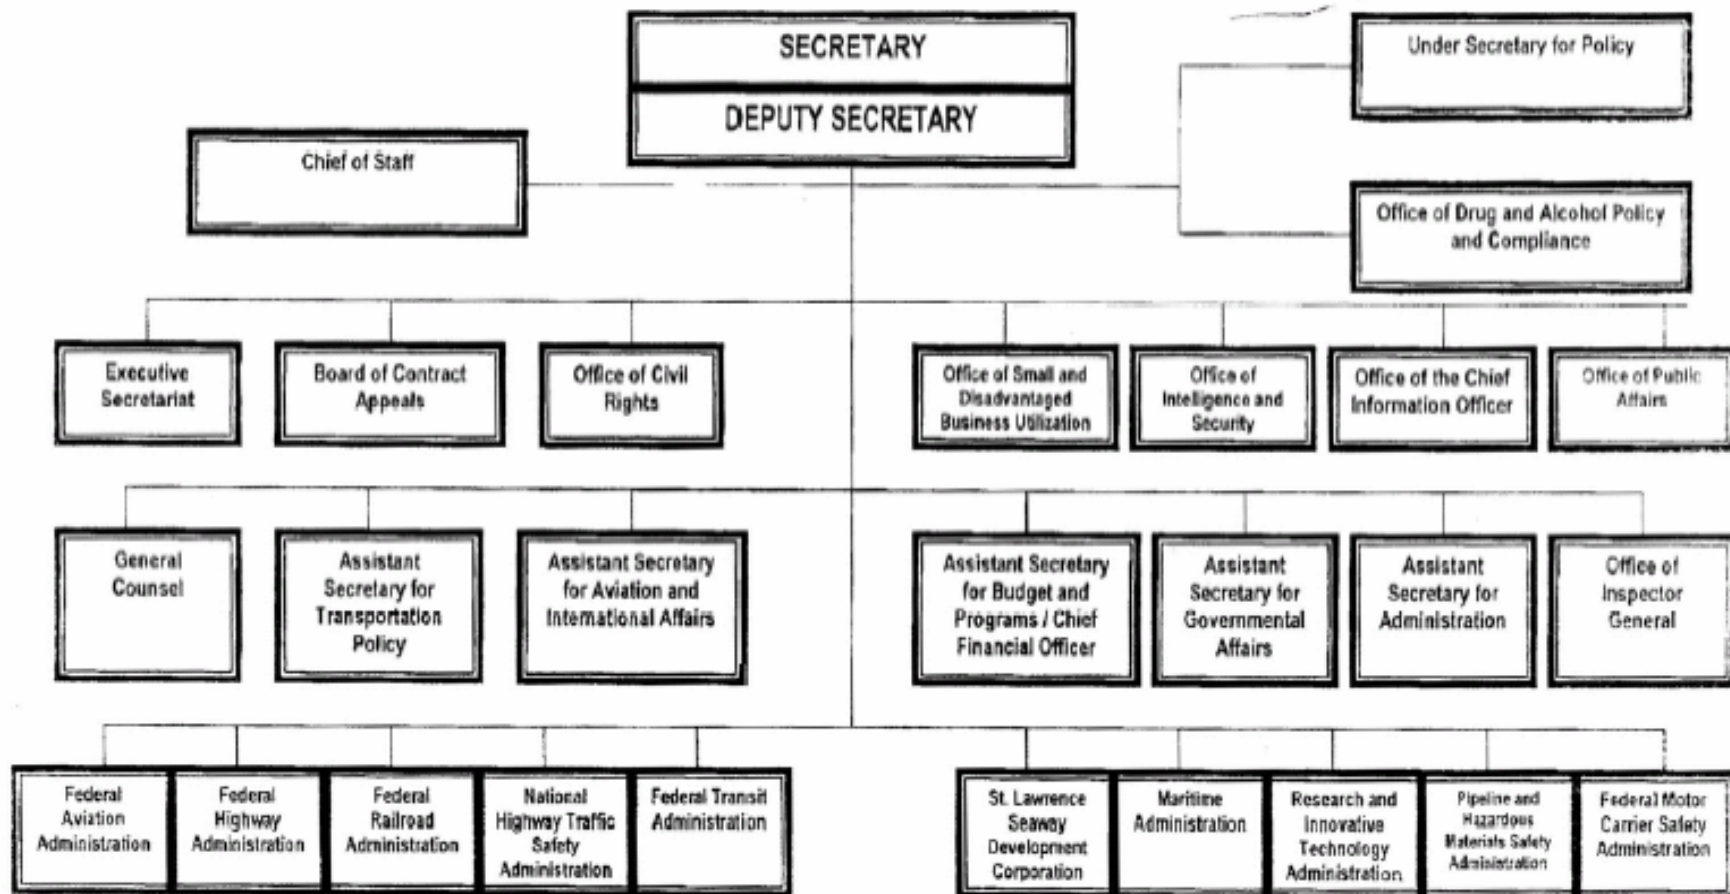 SECRETARY
DEPUTY SECRETARY
Under Secretary for Policy
Chief of Staff
Office of Drug and Alcohol Policy
and Compliance
Executive
Secretariat
Board of Contract
Appeals
Office of Civil
Rights
Office of Small and
Disadvantaged
Business Utilization
Office of
Intelligence and
Security
Office of the Chief
Information Officer
Office of Public
Affairs
General
Counsel
Assistant
Secretary for
Transportation
Policy
Assistant Secretary
for Aviation and
International Affairs
Assistant Secretary
for Budget and
Programs / Chief
Financial Officer
Assistant
Secretary for
Governmental
Affairs
Assistant
Secretary for
Administration
Office of
Inspector
General
Federal
Aviation
Administration
Federal
Highway
Administration
Federal
Railroad
Administration
National
Highway Traffic
Safety
Administration
Federal Transit
Administration
St. Lawrence
Seaway
Development
Corporation
Maritime
Administration
Research and
Innovative
Technology
Administration
Pipeline and
Hazardous
Materials Safety
Administration
Federal Motor
Carrier Safety
Administration